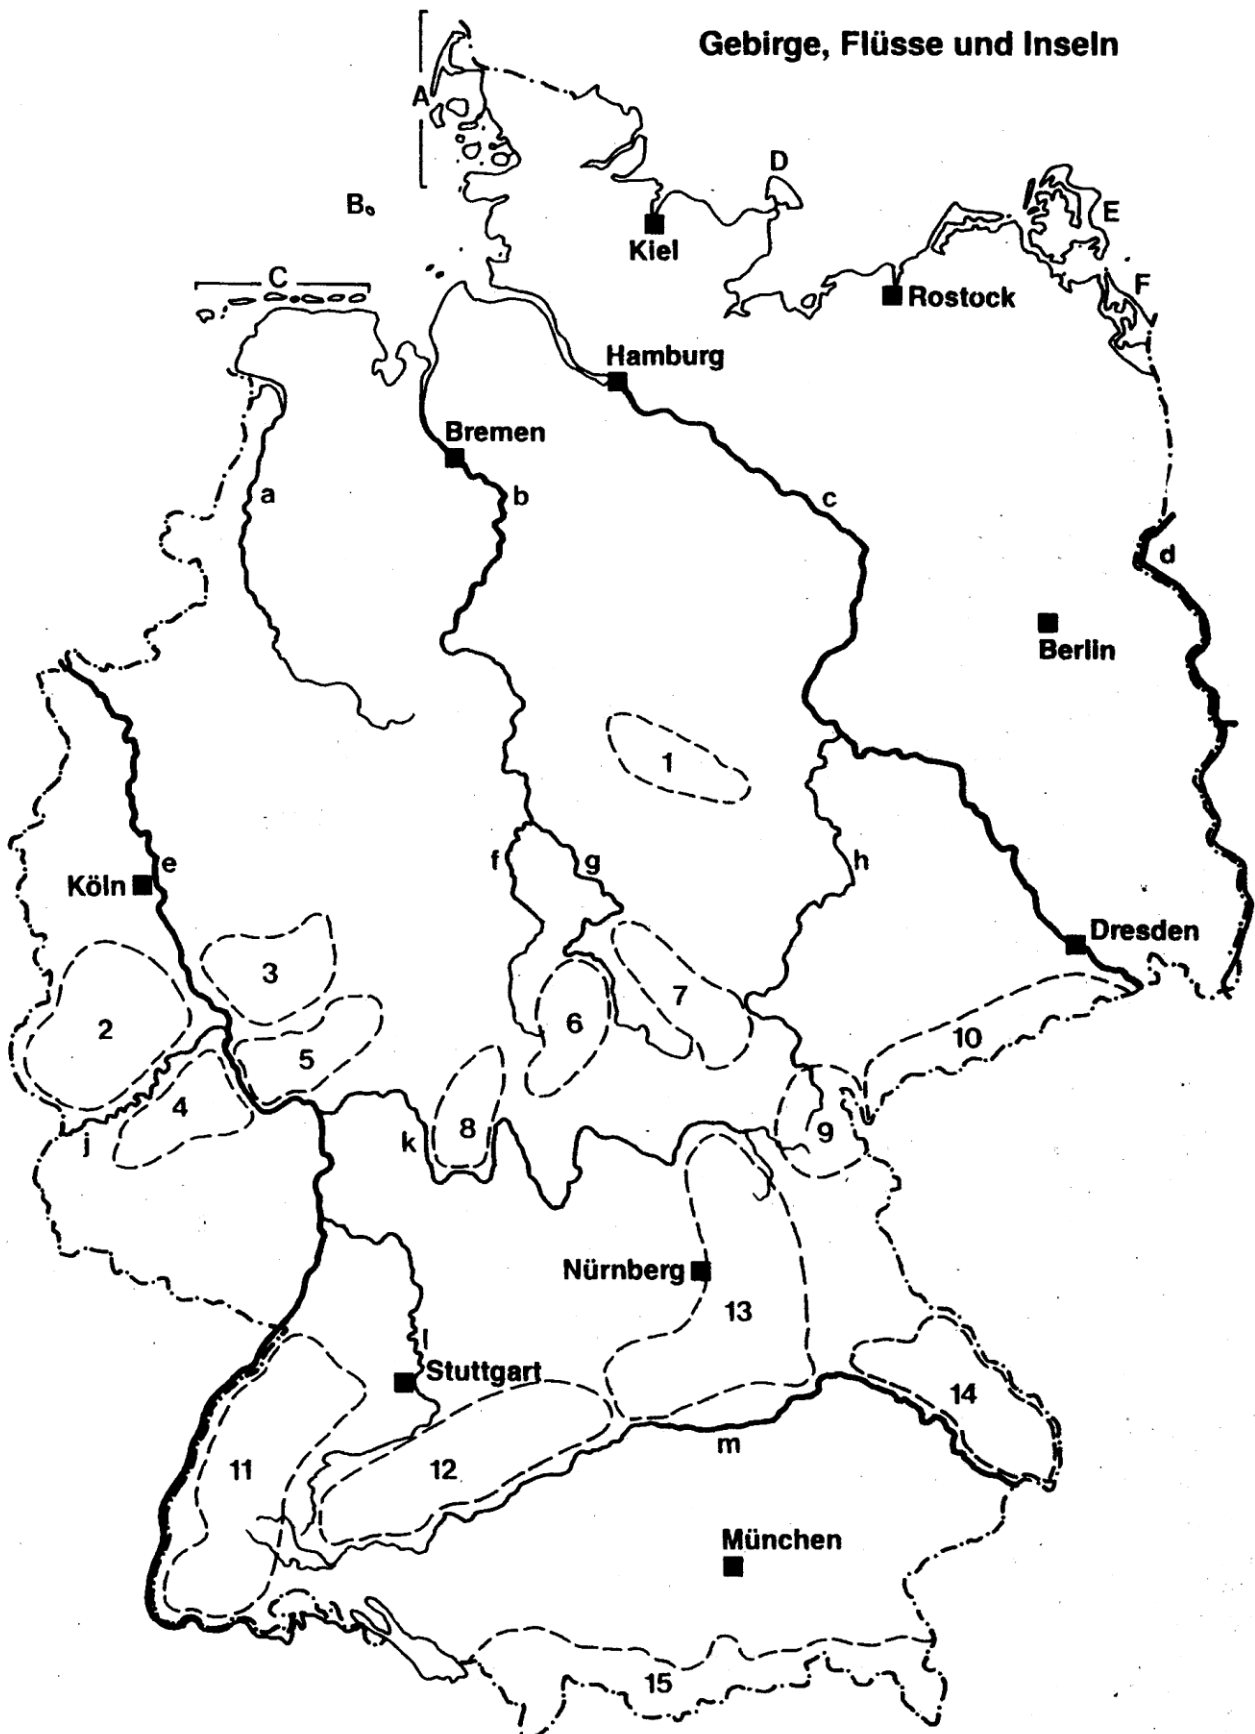 Gebirge, Flüsse und Inseln
A
D
B
E
Kiel
C
F
Rostock
Hamburg
Bremen
a
b
c
d
Berlin
1
f
g
h
e
Köln
Dresden
3
7
2
6
10
5
4
8
9
j
k
Nürnberg
13
l
Stuttgart
14
m
11
12
München
15